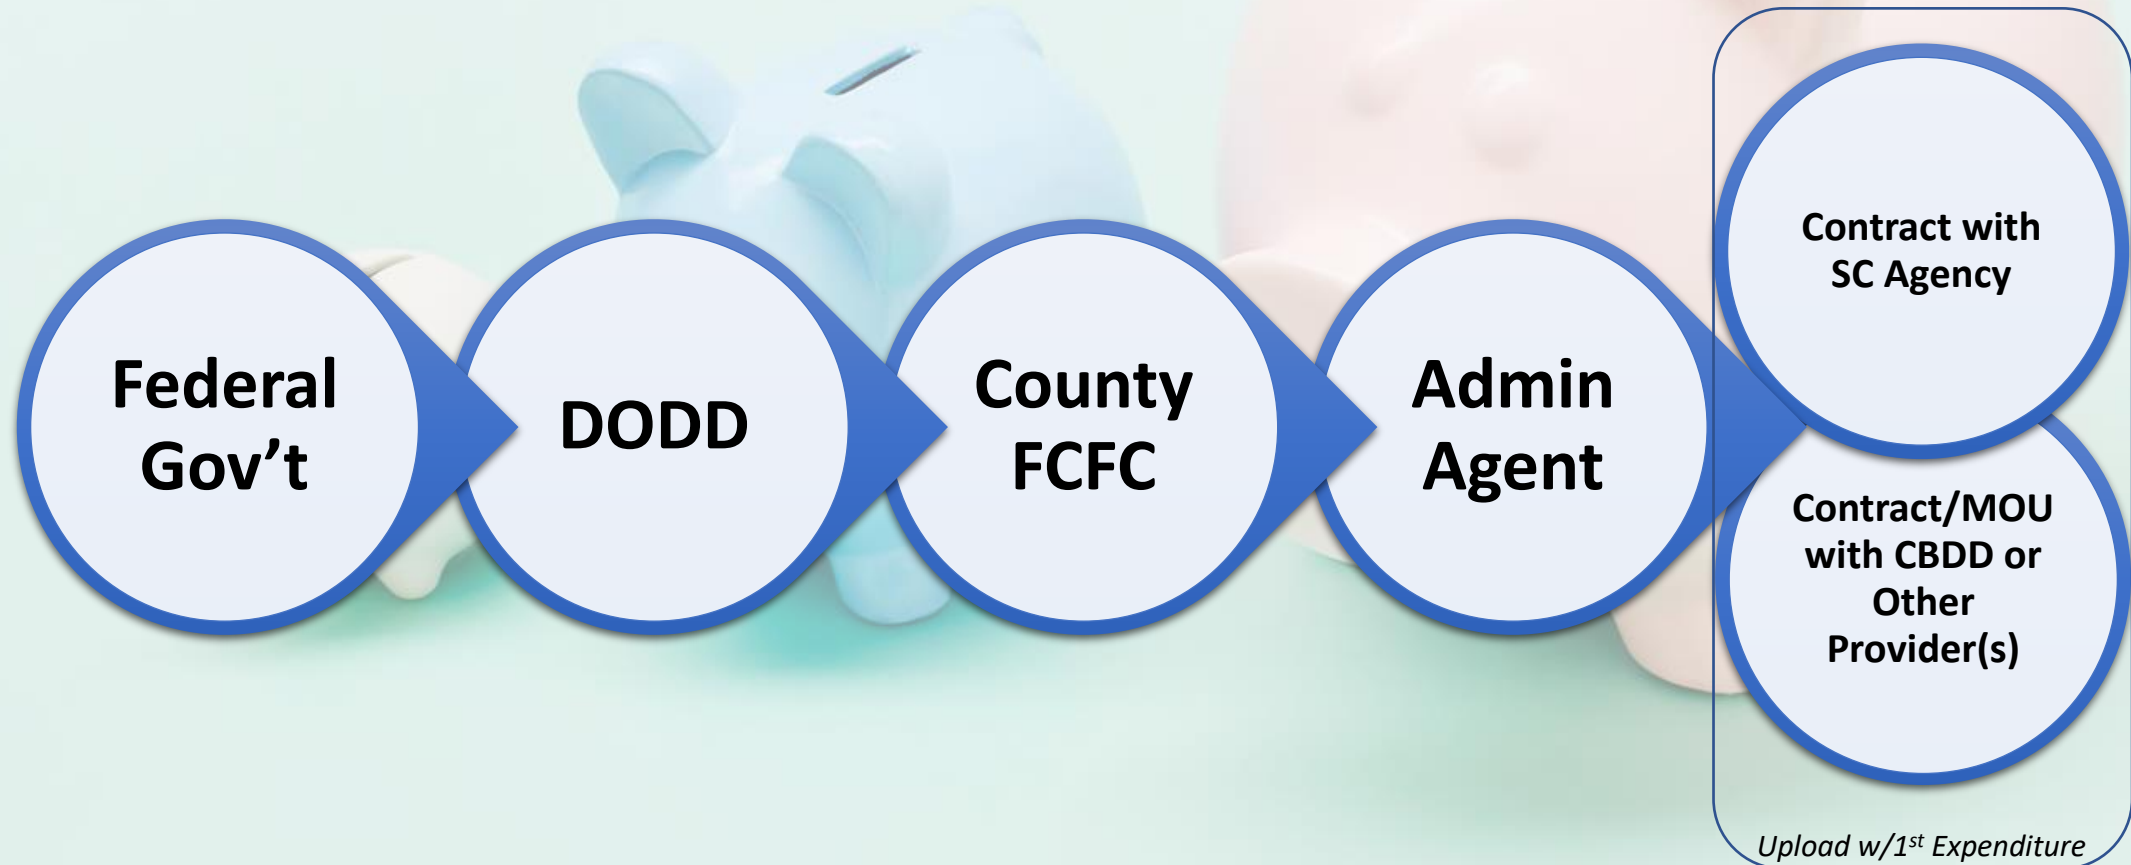 Federal
Gov’t
DODD
County
FCFC
Admin
Agent
Contract with
SC Agency
Contract/MOU
with CBDD or
Other
Provider(s)
Upload w/1st Expenditure